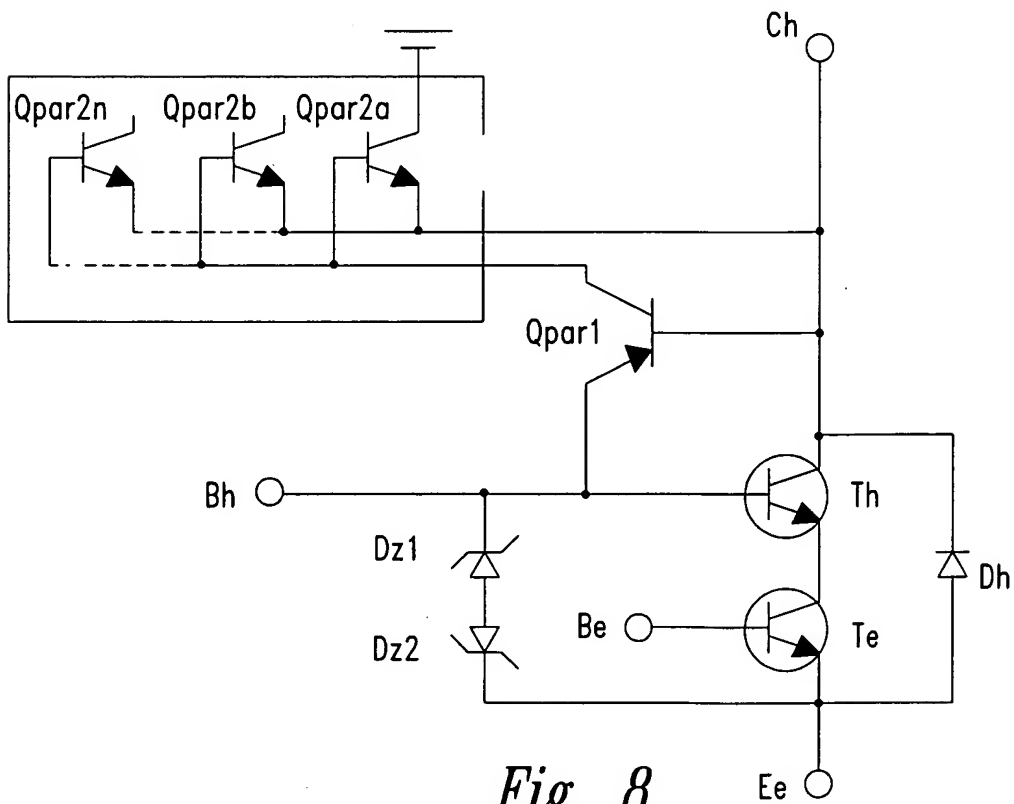 Ch
Qpar2n Qpar2b Qpar2a
Qpar1
Bh
Th
Dz1
Dh
Be
Te
Dz2
Fig. 8
Ee